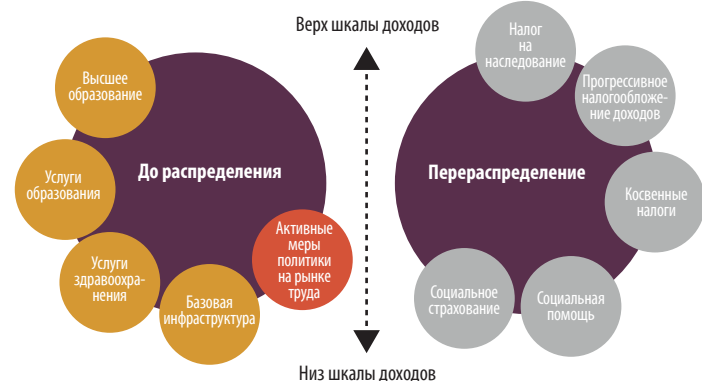 Верх шкалы доходов
Высшее
образование
Услуги
образования
До распределения
Услуги
здравоохра-
нения
Базовая
инфраструктура
Активные
меры
политики
на рынке
труда
Налог
на
наследование
Прогрессивное
налогообложе-
ние доходов
Перераспределение
Косвенные
налоги
Социальное
страхование
Социальная
помощь
Низ шкалы доходов